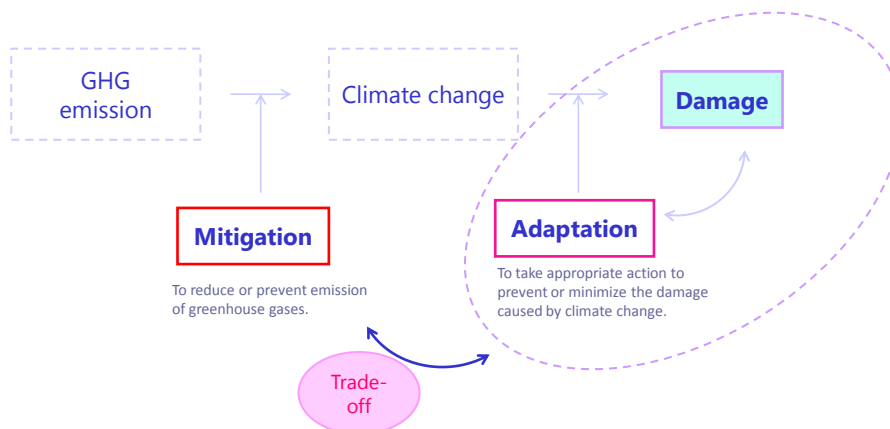 GHG
emission
Climate change
Damage
Mitigation
To reduce or prevent emission
of greenhouse gases.
Adaptation
To take appropriate action to
prevent or minimize the damage
caused by climate change.
Trade-
off